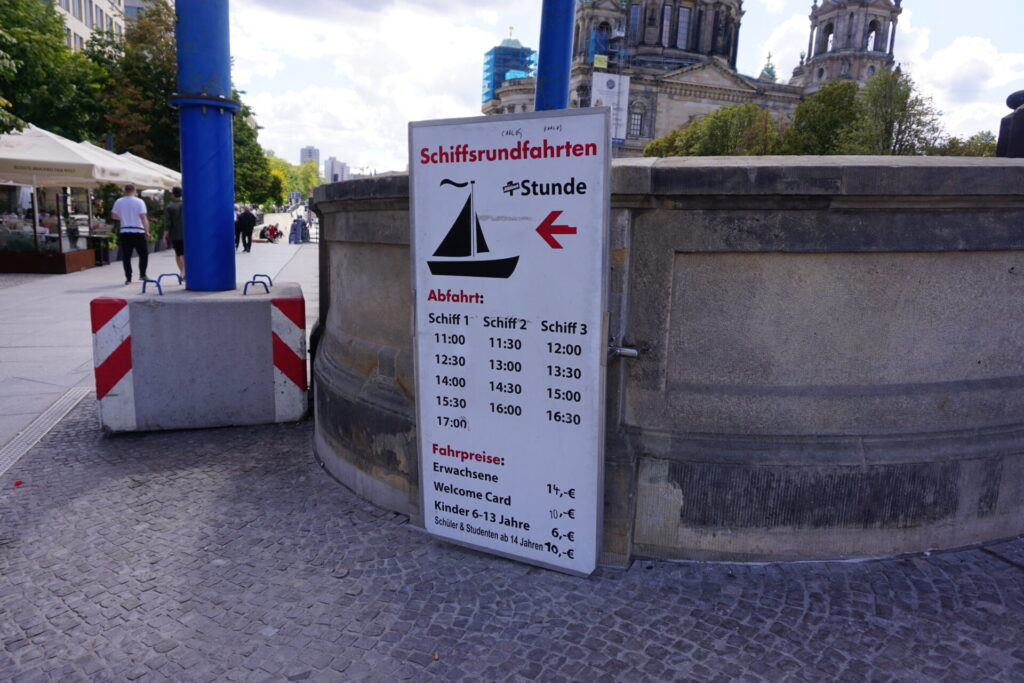 Schiffsrundfahrten
Stunde
Abfahrt:
Schiff 1 Schiff 2 Schiff 3
11:00 11:30 12:00
12:30 13:00 13:30
14:00 14:30 15:00
15:30 16:00 16:30
17:00
Fahrpreise:
Erwachsene 14,-€
Welcome Card 10,-€
Kinder 6-13 Jahre 6,-€
Schüler & Studenten ab 14 Jahren 10,-€